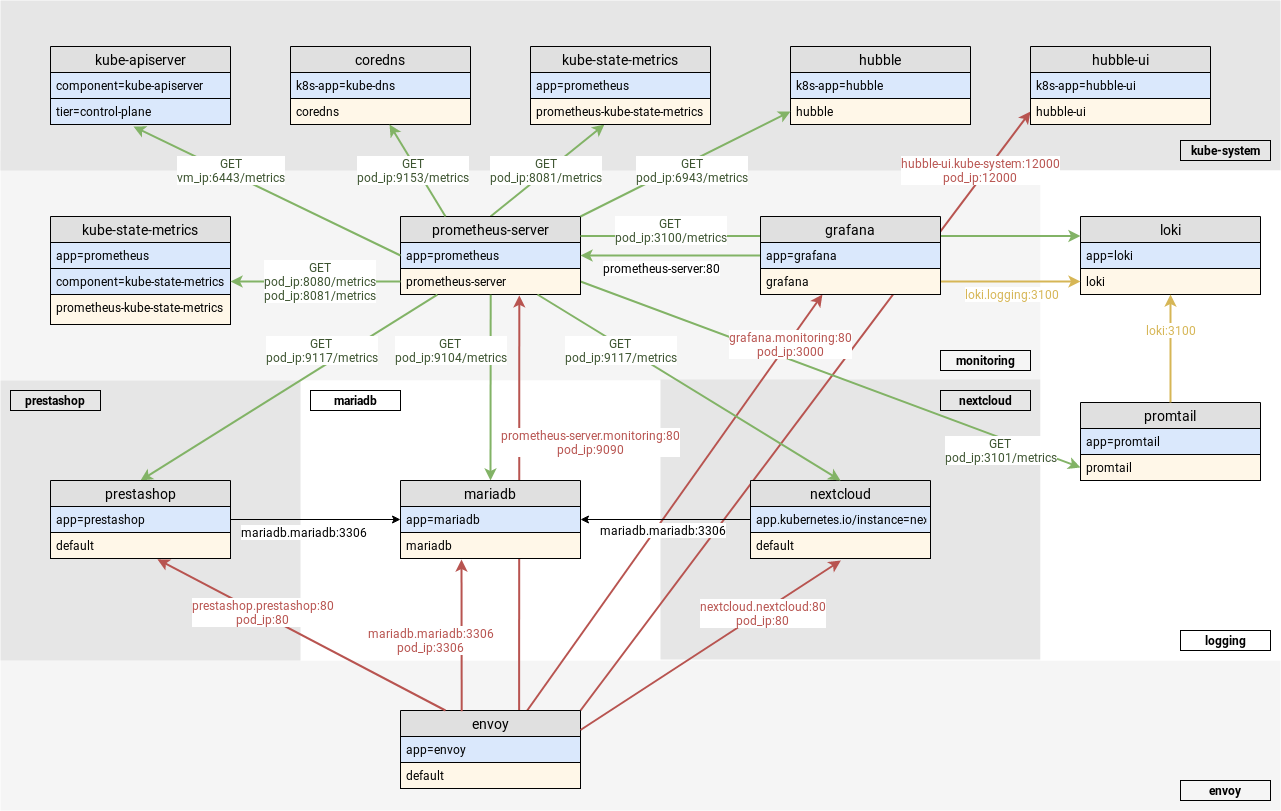 kube-apiserver
component=kube-apiserver
tier=control-plane
coredns
k8s-app=kube-dns
coredns
kube-state-metrics
app=prometheus
prometheus-kube-state-metrics
hubble
k8s-app=hubble
hubble
hubble-ui
k8s-app=hubble-ui
hubble-ui
kube-system
GET
vm_ip:6443/metrics
GET
pod_ip:9153/metrics
GET
pod_ip:8081/metrics
GET
pod_ip:6943/metrics
hubble-ui.kube-system:12000
pod_ip:12000
kube-state-metrics
app=prometheus
component=kube-state-metrics
prometheus-kube-state-metrics
GET
pod_ip:8080/metrics
pod_ip:8081/metrics
prometheus-server
app=prometheus
prometheus-server
GET
pod_ip:3100/metrics
prometheus-server:80
grafana
app=grafana
grafana
loki
app=loki
loki
loki.logging:3100
loki:3100
GET
pod_ip:9117/metrics
GET
pod_ip:9104/metrics
GET
pod_ip:9117/metrics
grafana.monitoring:80
pod_ip:3000
monitoring
prestashop
mariadb
nextcloud
promtail
app=promtail
promtail
prometheus-server.monitoring:80
pod_ip:9090
GET
pod_ip:3101/metrics
prestashop
app=prestashop
default
mariadb.mariadb:3306
mariadb
app=mariadb
mariadb
mariadb.mariadb:3306
nextcloud
app.kubernetes.io/instance=nex
default
prestashop.prestashop:80
pod_ip:80
mariadb.mariadb:3306
pod_ip:3306
nextcloud.nextcloud:80
pod_ip:80
logging
envoy
app=envoy
default
envoy